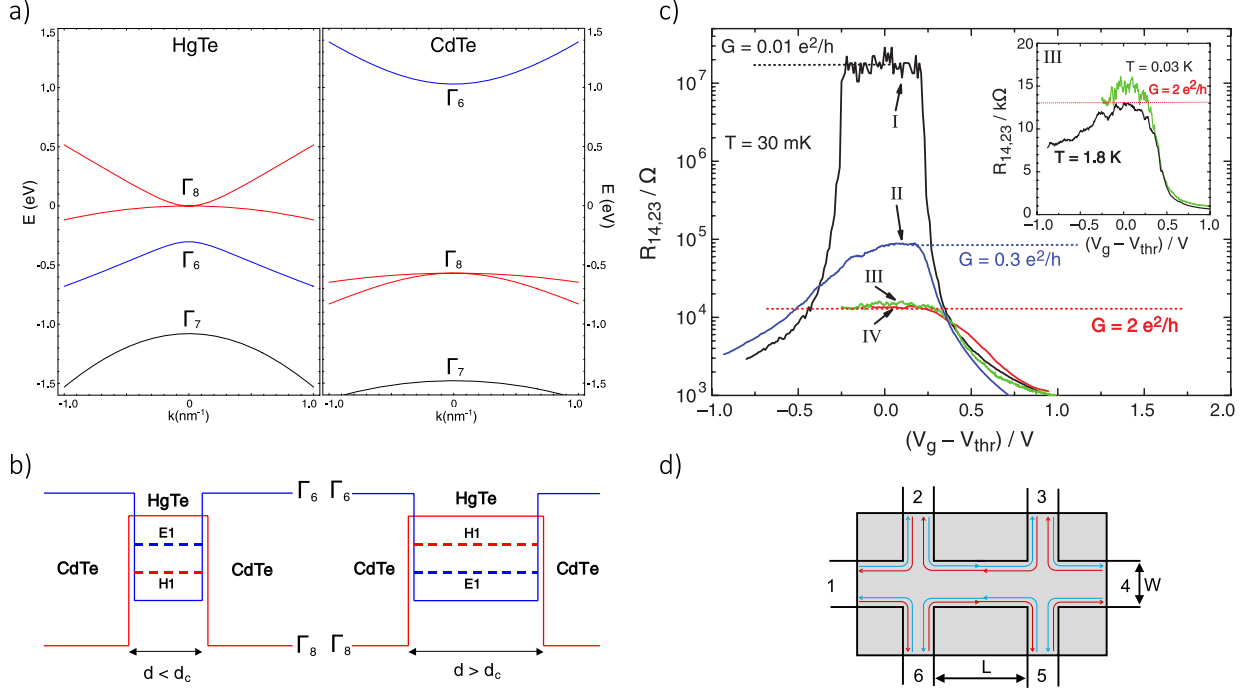 a)
HgTe
CdTe
1.5
1.0
0.5
0
-0.5
-1.0
-1.5
E (eV)
Γ8
Γ6
Γ7
-1.0
-0.5
0
0.5
1.0
k(nm⁻¹)
Γ6
Γ8
Γ7
1.5
1.0
0.5
0
-0.5
-1.0
-1.5
E (eV)
-1.0
-0.5
0
0.5
1.0
k(nm⁻¹)
b)
HgTe
Γ6 Γ6
HgTe
E1
H1
CdTe
H1
CdTe
CdTe
E1
CdTe
Γ8 Γ8
d < dc
d > dc
c)
G = 0.01 e²/h
T = 30 mK
I
II
III
IV
G = 0.3 e²/h
G = 2 e²/h
R14,23 / Ω
10⁷
10⁶
10⁵
10⁴
10³
-1.0
-0.5
0.0
0.5
1.0
1.5
2.0
(Vg – Vthr) / V
III
T = 0.03 K
G = 2 e²/h
T = 1.8 K
R14,23 / kΩ
20
15
10
5
0
-1.0
-0.5
0.0
0.5
1.0
(Vg – Vthr) / V
d)
2
3
1
4
W
6
L
5